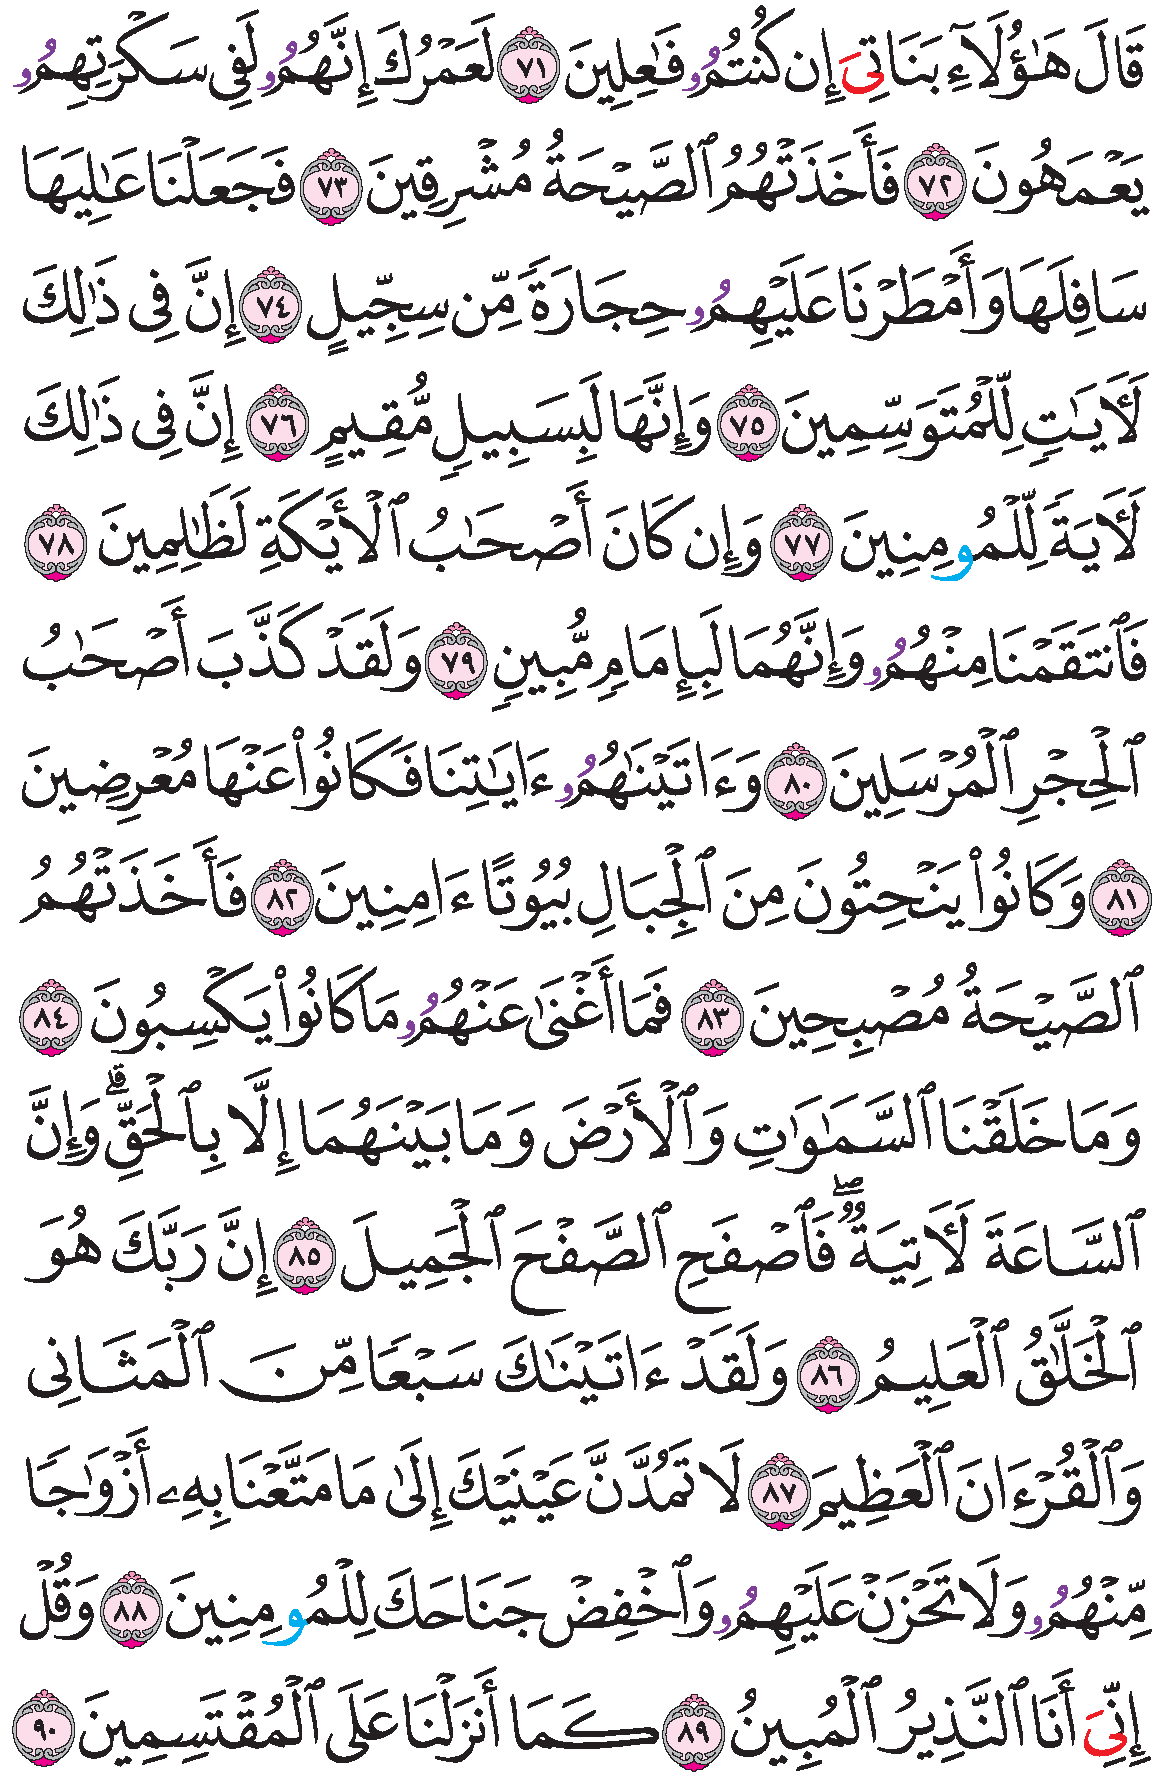 قَالَ هَٰٓؤُلَآءِ بَنَاتِىَ إِن كُنتُمُۥ فَٰعِلِينَ ٧١ لَعَمْرُكَ إِنَّهُمُۥ لَفِى سَكْرَتِهِمُۥ
يَعْمَهُونَ ٧٢ فَأَخَذَتْهُمُ ٱلصَّيْحَةُ مُشْرِقِينَ ٧٣ فَجَعَلْنَا عَٰلِيَهَا
سَافِلَهَا وَأَمْطَرْنَا عَلَيْهِمُۥ حِجَارَةً مِّن سِجِّيلٍ ٧٤ إِنَّ فِى ذَٰلِكَ
لَأٓيَٰتٍ لِّلْمُتَوَسِّمِينَ ٧٥ وَإِنَّهَا لَبِسَبِيلٍ مُّقِيمٍ ٧٦ إِنَّ فِى ذَٰلِكَ
لَأٓيَةً لِّلْمُومِنِينَ ٧٧ وَإِن كَانَ أَصْحَٰبُ ٱلْأَيْكَةِ لَظَٰلِمِينَ ٧٨
فَٱنتَقَمْنَا مِنْهُمُۥ وَإِنَّهُمَا لَبِإِمَامٍ مُّبِينٍ ٧٩ وَلَقَدْ كَذَّبَ أَصْحَٰبُ
ٱلْحِجْرِ ٱلْمُرْسَلِينَ ٨٠ وَءَاتَيْنَٰهُمُۥ ءَايَٰتِنَا فَكَانُوا۟ عَنْهَا مُعْرِضِينَ
٨١ وَكَانُوا۟ يَنْحِتُونَ مِنَ ٱلْجِبَالِ بُيُوتًا ءَامِنِينَ ٨٢ فَأَخَذَتْهُمُ
ٱلصَّيْحَةُ مُصْبِحِينَ ٨٣ فَمَا أَغْنَىٰ عَنْهُمُۥ مَا كَانُوا۟ يَكْسِبُونَ ٨٤
وَمَا خَلَقْنَا ٱلسَّمَٰوَٰتِ وَٱلْأَرْضَ وَمَا بَيْنَهُمَا إِلَّا بِٱلْحَقِّ ۗ وَإِنَّ
ٱلسَّاعَةَ لَأٓتِيَةٌ ۖ فَٱصْفَحِ ٱلصَّفْحَ ٱلْجَمِيلَ ٨٥ إِنَّ رَبَّكَ هُوَ
ٱلْخَلَّٰقُ ٱلْعَلِيمُ ٨٦ وَلَقَدْ ءَاتَيْنَٰكَ سَبْعًا مِّنَ ٱلْمَثَانِى
وَٱلْقُرْءَانَ ٱلْعَظِيمَ ٨٧ لَا تَمُدَّنَّ عَيْنَيْكَ إِلَىٰ مَا مَتَّعْنَا بِهِۦ أَزْوَٰجًا
مِّنْهُمُۥ وَلَا تَحْزَنْ عَلَيْهِمُۥ وَٱخْفِضْ جَنَاحَكَ لِلْمُومِنِينَ ٨٨ وَقُلْ
إِنِّىَ أَنَا ٱلنَّذِيرُ ٱلْمُبِينُ ٨٩ كَمَا أَنزَلْنَا عَلَى ٱلْمُقْتَسِمِينَ ٩٠